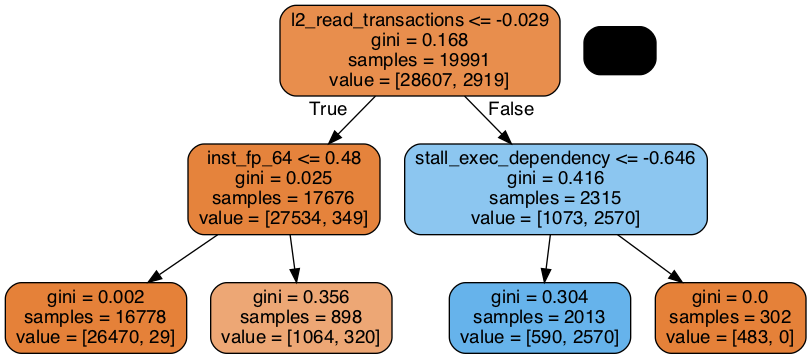 l2_read_transactions <= -0.029
gini = 0.168
samples = 19991
value = [28607, 2919]
True
False
inst_fp_64 <= 0.48
gini = 0.025
samples = 17676
value = [27534, 349]
stall_exec_dependency <= -0.646
gini = 0.416
samples = 2315
value = [1073, 2570]
gini = 0.002
samples = 16778
value = [26470, 29]
gini = 0.356
samples = 898
value = [1064, 320]
gini = 0.304
samples = 2013
value = [590, 2570]
gini = 0.0
samples = 302
value = [483, 0]